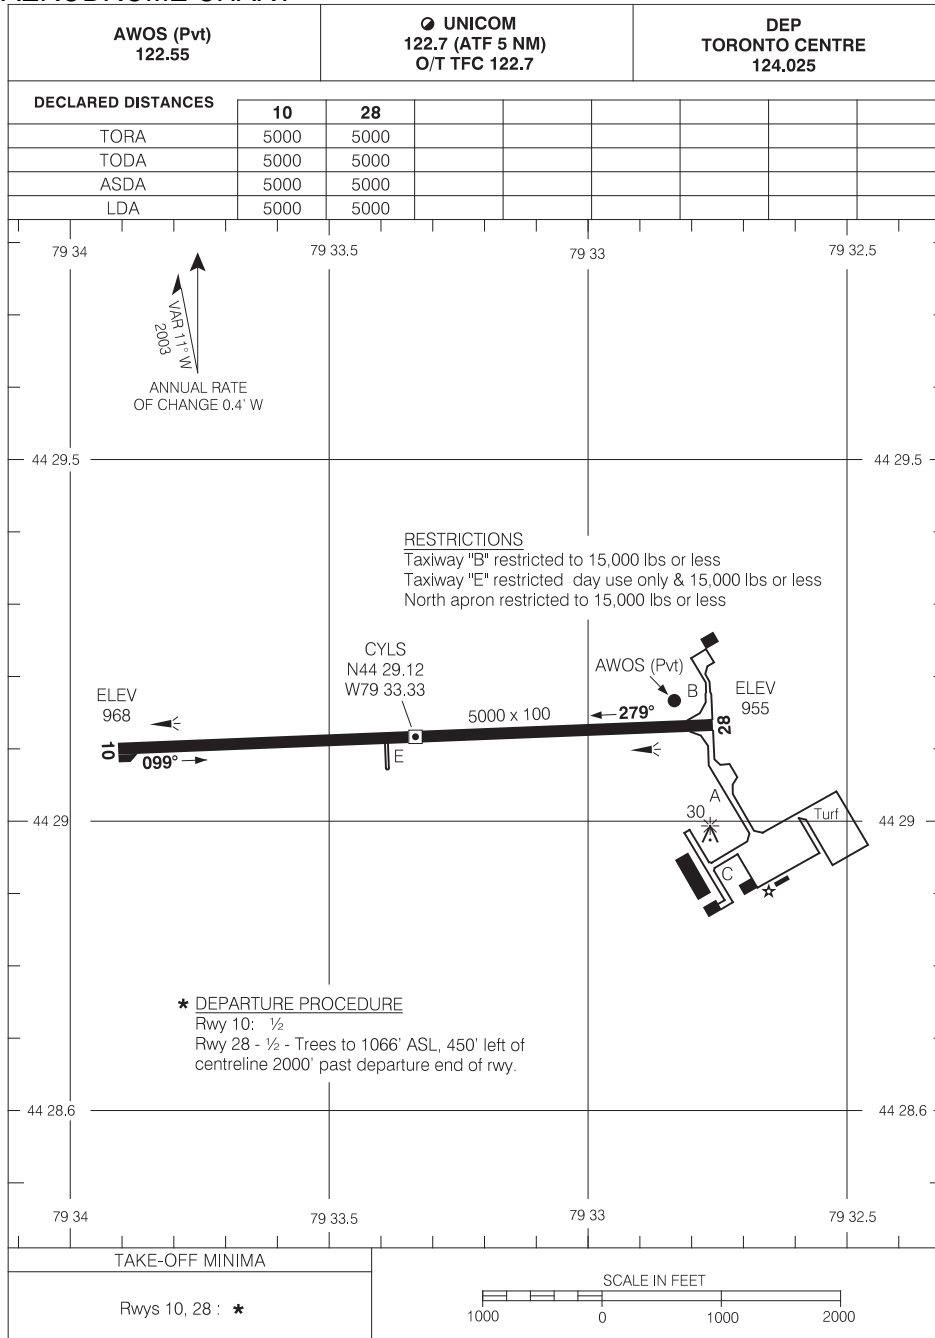 AWOS (Pvt)
122.55
UNICOM
122.7 (ATF 5 NM)
O/T TFC 122.7
DEP
TORONTO CENTRE
124.025
DECLARED DISTANCES
10 28
TORA 5000 5000
TODA 5000 5000
ASDA 5000 5000
LDA 5000 5000
79 34 79 33.5 79 33 79 32.5
VAR 11° W
2003
ANNUAL RATE
OF CHANGE 0.4' W
44 29.5 44 29.5
RESTRICTIONS
Taxiway "B" restricted to 15,000 lbs or less
Taxiway "E" restricted day use only & 15,000 lbs or less
North apron restricted to 15,000 lbs or less
CYLS
N44 29.12
W79 33.33
AWOS (Pvt)
B
ELEV
968
ELEV
955
5000 x 100
279°
28
10
099°
E
A
30
Turf
44 29
C
* DEPARTURE PROCEDURE
Rwy 10: ½
Rwy 28 - ½ - Trees to 1066' ASL, 450' left of
centreline 2000' past departure end of rwy.
44 28.6 44 28.6
79 34 79 33.5 79 33 79 32.5
TAKE-OFF MINIMA
Rwys 10, 28 : *
SCALE IN FEET
1000 0 1000 2000